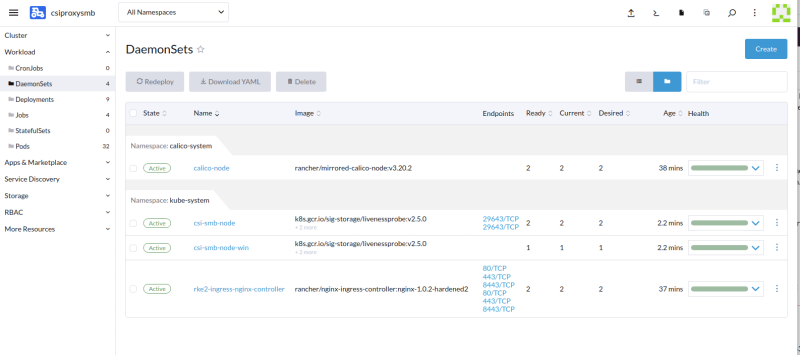 csiproxysmb
All Namespaces
Cluster
Workload
CronJobs 0
DaemonSets 4
Deployments 9
Jobs 4
StatefulSets 0
Pods 32
Apps & Marketplace
Service Discovery
Storage
RBAC
More Resources
DaemonSets
Create
Redeploy
Download YAML
Delete
Filter
State Name Image Endpoints Ready Current Desired Age Health
Namespace: calico-system
Active calico-node rancher/mirrored-calico-node:v3.20.2 2 2 2 38 mins
Namespace: kube-system
Active csi-smb-node k8s.gcr.io/sig-storage/livenessprobe:v2.5.0 29643/TCP 2 2 2 2.2 mins
+ 2 more 29643/TCP
Active csi-smb-node-win k8s.gcr.io/sig-storage/livenessprobe:v2.5.0 1 1 1 2.2 mins
+ 2 more
80/TCP
443/TCP
Active rke2-ingress-nginx-controller rancher/nginx-ingress-controller:nginx-1.0.2-hardened2 8443/TCP 2 2 2 37 mins
80/TCP
443/TCP
8443/TCP